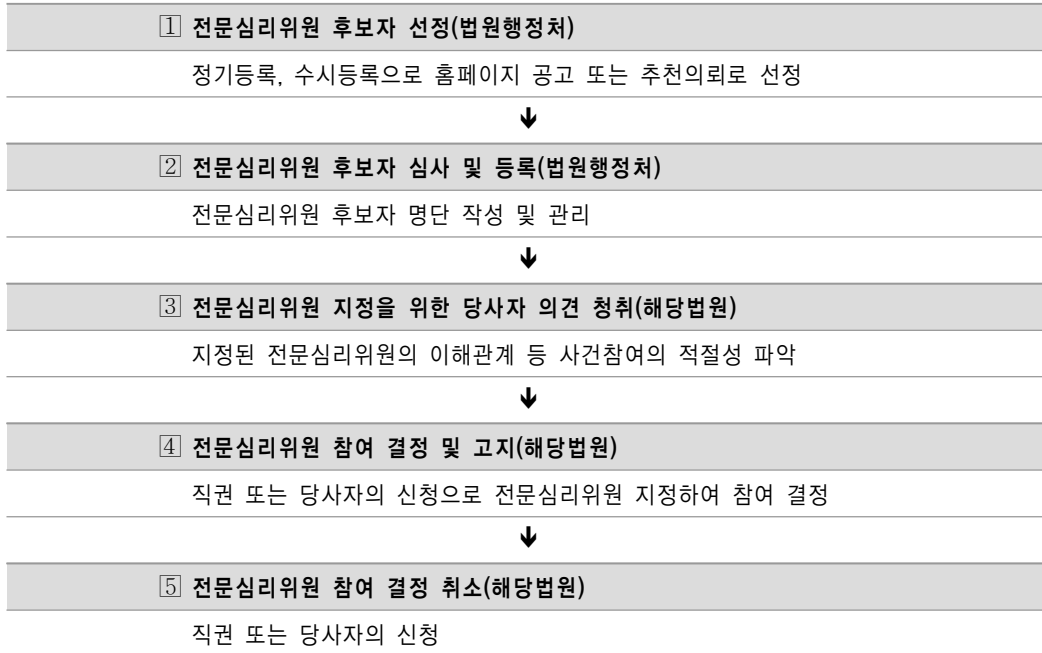 1 전문심리위원 후보자 선정(법원행정처)
정기등록, 수시등록으로 홈페이지 공고 또는 추천의뢰로 선정
↓
2 전문심리위원 후보자 심사 및 등록(법원행정처)
전문심리위원 후보자 명단 작성 및 관리
↓
3 전문심리위원 지정을 위한 당사자 의견 청취(해당법원)
지정된 전문심리위원의 이해관계 등 사건참여의 적절성 파악
↓
4 전문심리위원 참여 결정 및 고지(해당법원)
직권 또는 당사자의 신청으로 전문심리위원 지정하여 참여 결정
↓
5 전문심리위원 참여 결정 취소(해당법원)
직권 또는 당사자의 신청